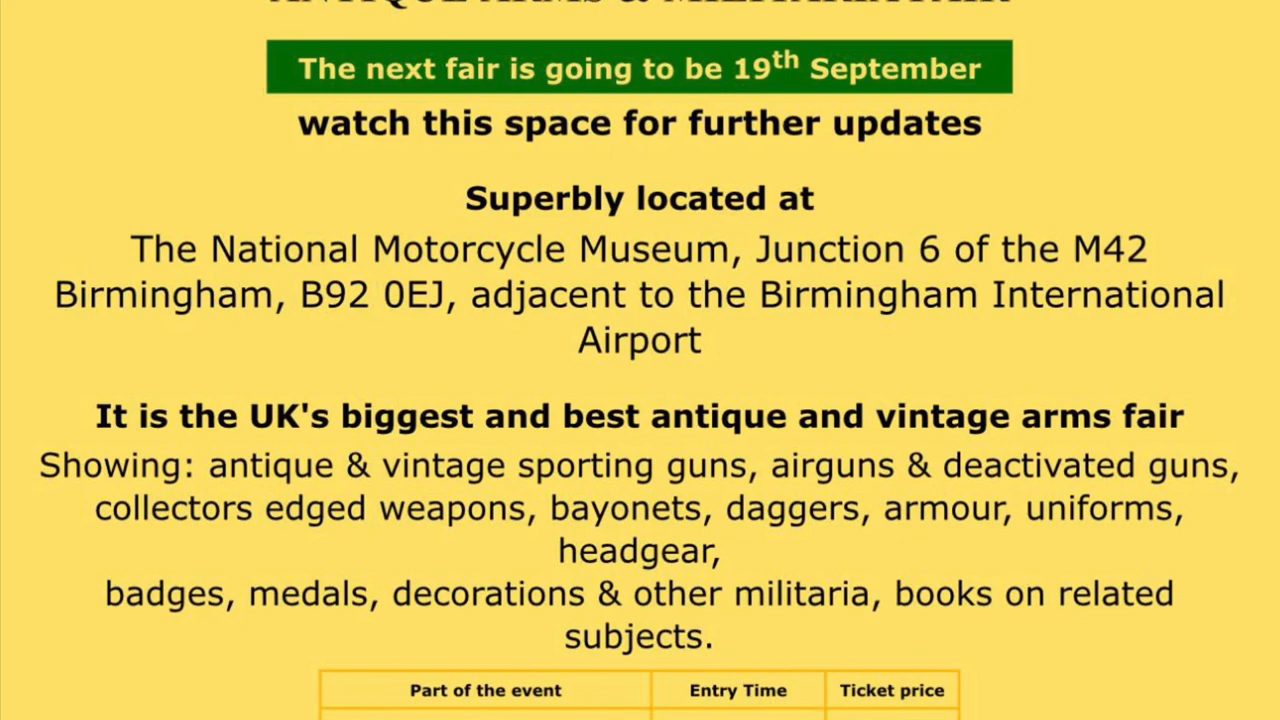 ANTIQUE ARMS & MILITARIA FAIR
The next fair is going to be 19th September
watch this space for further updates
Superbly located at
The National Motorcycle Museum, Junction 6 of the M42
Birmingham, B92 0EJ, adjacent to the Birmingham International
Airport
It is the UK's biggest and best antique and vintage arms fair
Showing: antique & vintage sporting guns, airguns & deactivated guns,
collectors edged weapons, bayonets, daggers, armour, uniforms,
headgear,
badges, medals, decorations & other militaria, books on related
subjects.
Part of the event Entry Time Ticket price